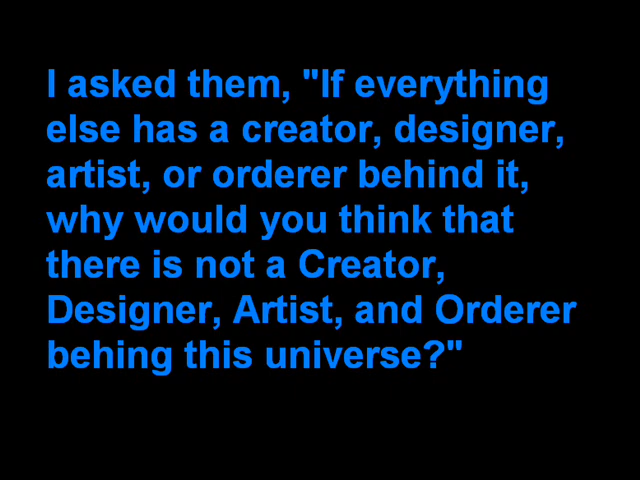 I asked them, "If everything
else has a creator, designer,
artist, or orderer behind it,
why would you think that
there is not a Creator,
Designer, Artist, and Orderer
behing this universe?"